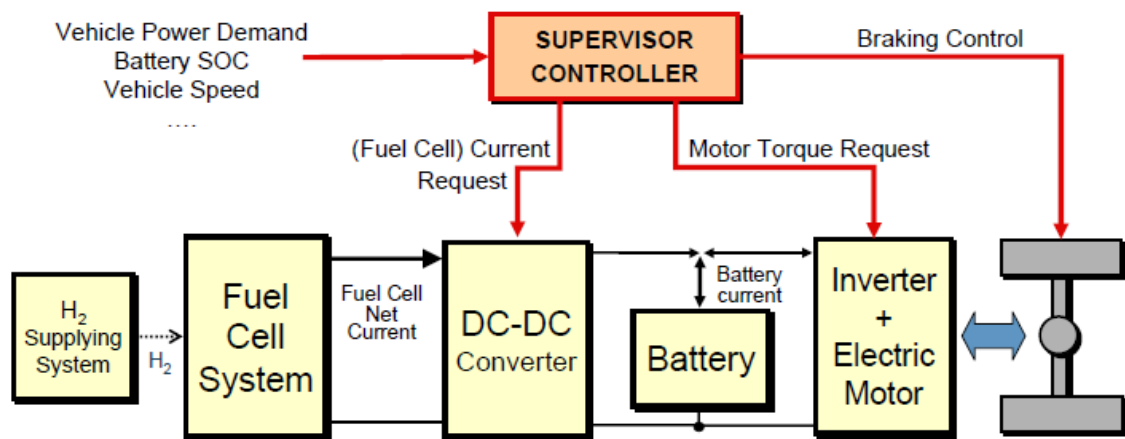 Vehicle Power Demand
Battery SOC
Vehicle Speed
....
SUPERVISOR
CONTROLLER
Braking Control
(Fuel Cell) Current
Request
Motor Torque Request
H₂
Supplying
System
H₂
Fuel
Cell
System
Fuel Cell
Net
Current
DC-DC
Converter
Battery
current
Battery
Inverter
+
Electric
Motor